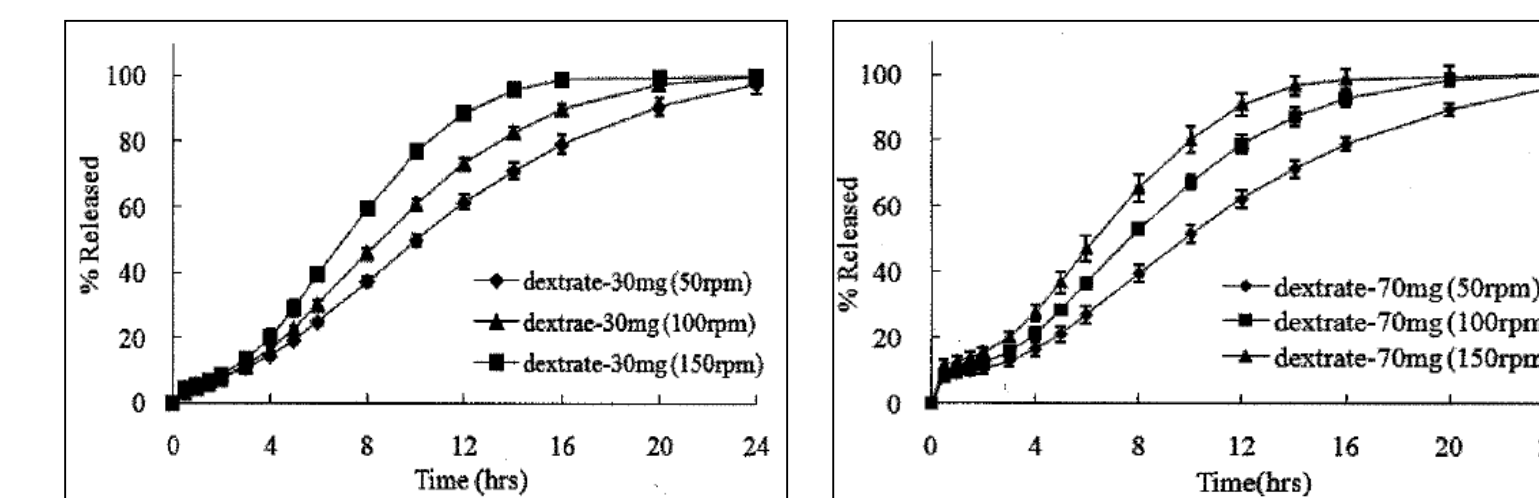 100
80
60
40
20
0
% Released
dextrate-30mg (50rpm)
dextrae-30mg (100rpm)
dextrate-30mg (150rpm)
0 4 8 12 16 20 24
Time (hrs)
100
80
60
40
20
0
% Released
dextrate-70mg (50rpm)
dextrate-70mg (100rpm
dextrate-70mg (150rpm
0 4 8 12 16 20
Time(hrs)